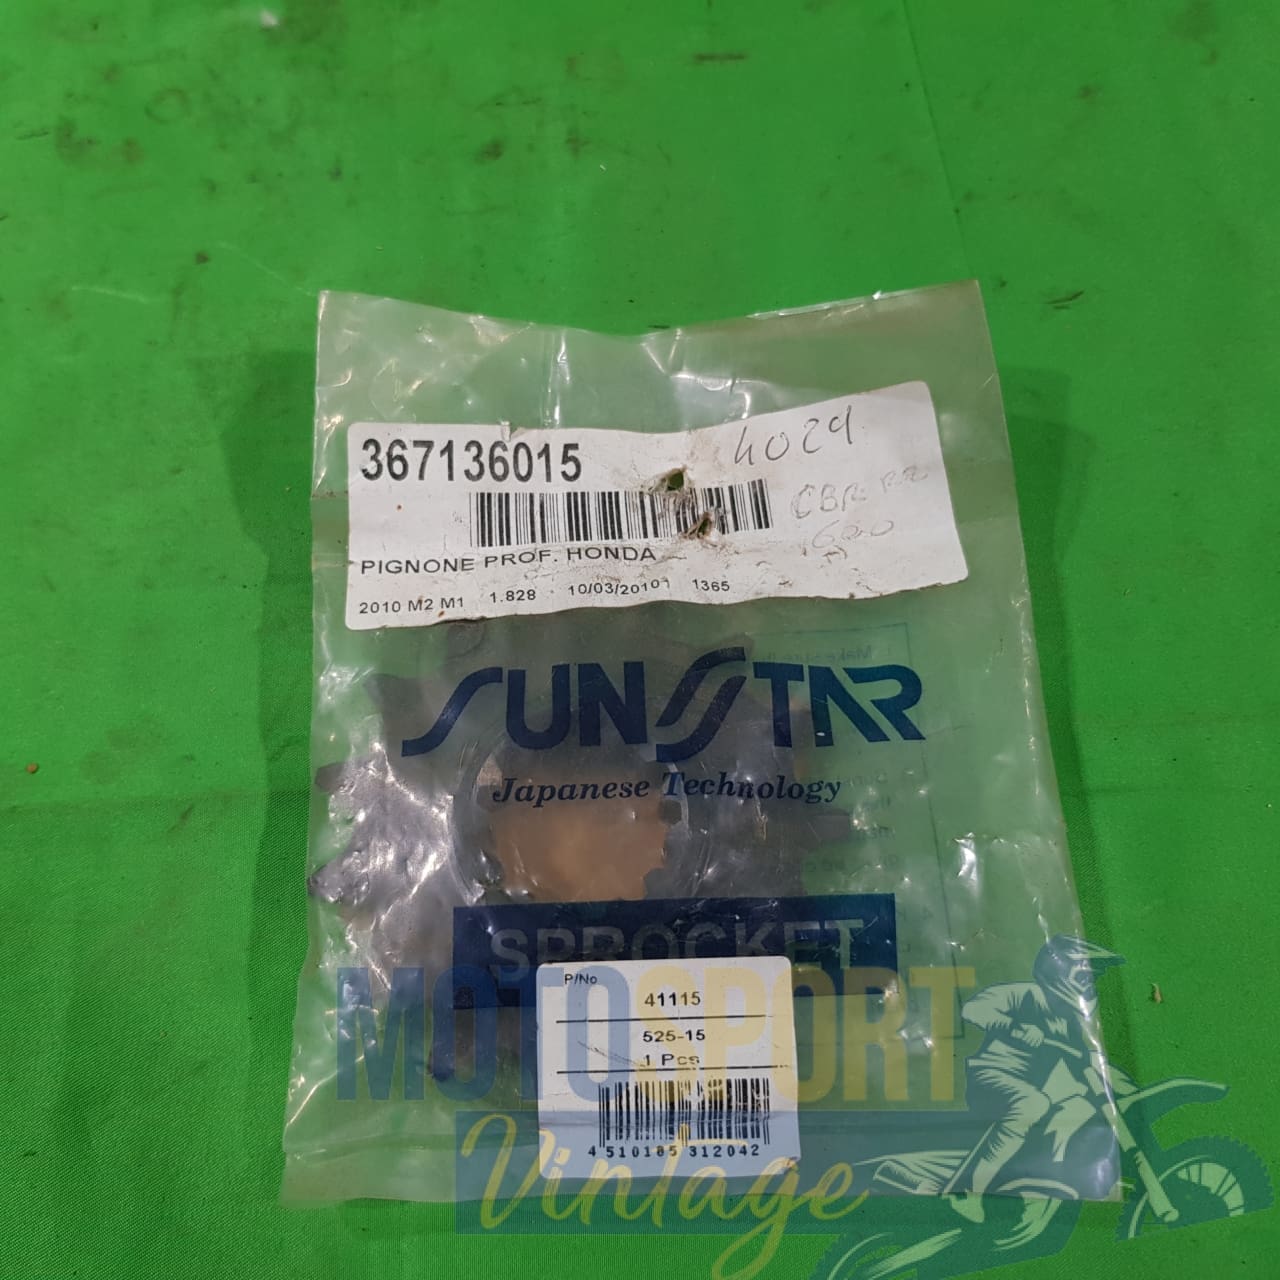 367136015
4029
CBR RR
600
PIGNONE PROF. HONDA
2010 M2 M1 1.828 10/03/2010 1365
SUNSTAR
Japanese Technology
SPROCKET
P/No
41115
525-15
1 Pcs
4 510185 312042
MOTOSPORT
Vintage